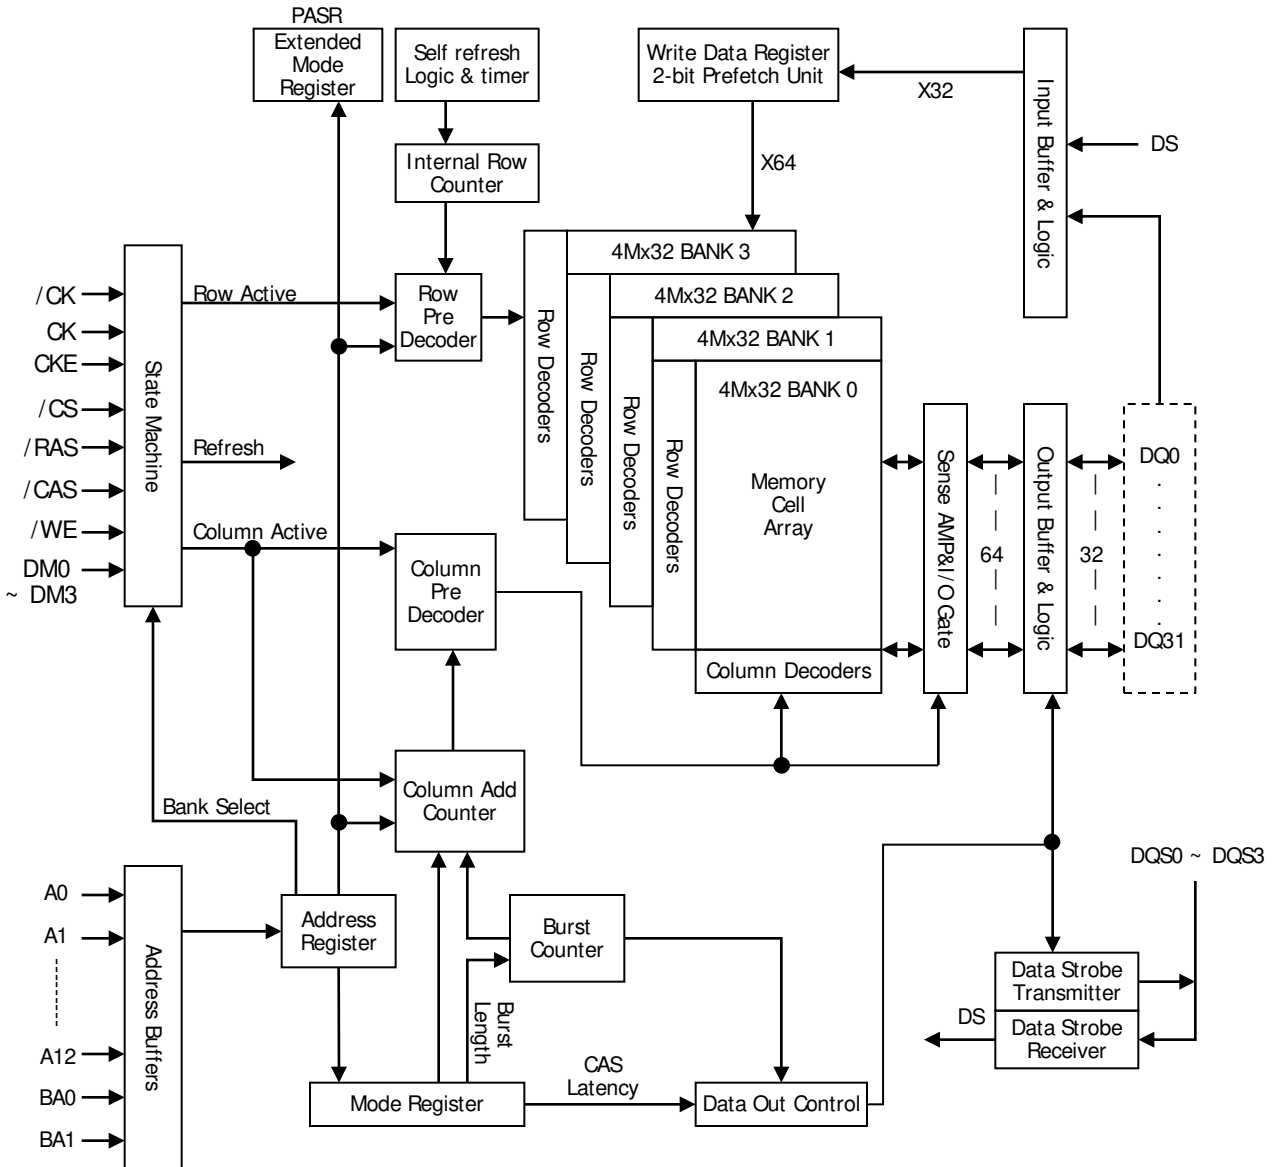 PASR
Extended
Mode
Register
Self refresh
Logic & timer
Write Data Register
2-bit Prefetch Unit
X32
Input Buffer & Logic
DS
Internal Row
Counter
X64
4Mx32 BANK 3
4Mx32 BANK 2
4Mx32 BANK 1
4Mx32 BANK 0
Row Decoders
Row Decoders
Row Decoders
Row Decoders
Memory
Cell
Array
Column Decoders
/CK
CK
CKE
/CS
/RAS
/CAS
/WE
DM0
~ DM3
State Machine
Row Active
Refresh
Column Active
Row
Pre
Decoder
Column
Pre
Decoder
Sense AMP&I/O Gate
64
Output Buffer & Logic
32
DQ0
DQ31
Column Add
Counter
Bank Select
A0
A1
A12
BA0
BA1
Address Buffers
Address
Register
Burst
Counter
Burst
Length
Mode Register
CAS
Latency
Data Out Control
DQS0 ~ DQS3
Data Strobe
Transmitter
DS
Data Strobe
Receiver